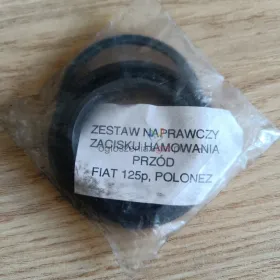 ZESTAW NAPRAWCZY
ZACISKU HAMOWANIA
PRZÓD
FIAT 125p, POLONEZ